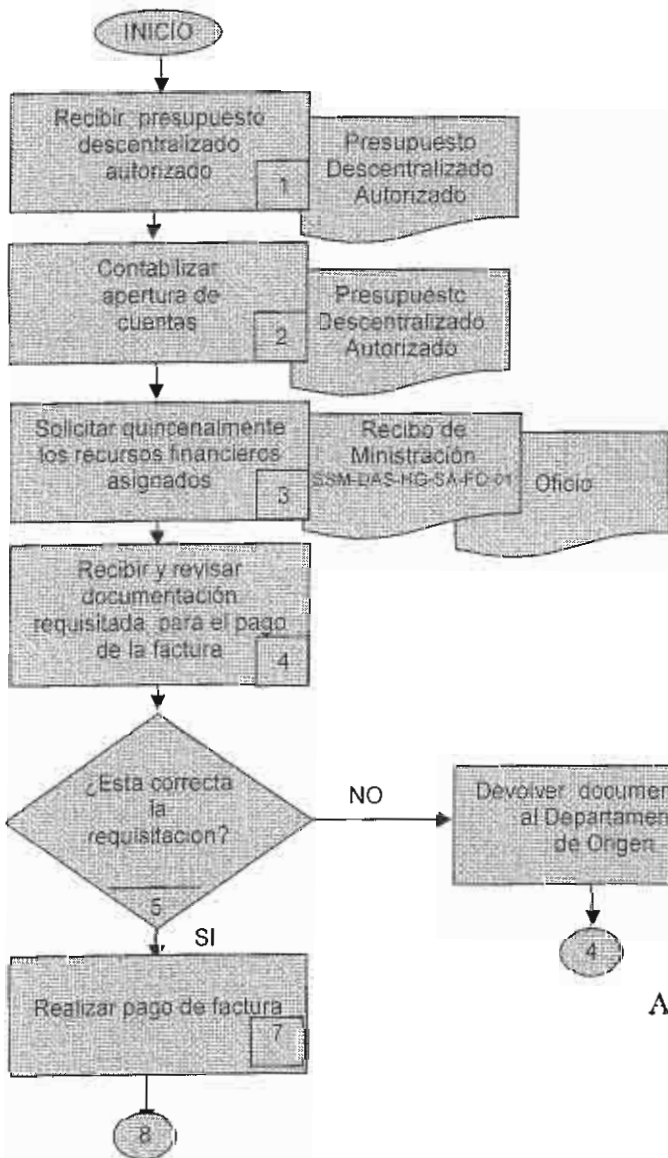 INICIO
Recibir presupuesto
descentralizado
autorizado
1
Presupuesto
Descentralizado
Autorizado
Contabilizar
apertura de
cuentas
2
Presupuesto
Descentralizado
Autorizado
Solicitar quincenalmente
los recursos financieros
asignados
3
Recibo de
Ministración
SSM-DAS-HG-SA-FO-01
Oficio
Recibir y revisar
documentación
requisitada para el pago
de la factura
4
¿Esta correcta
la
requisitacion?
5
NO
Devolver documen
al Departamen
de Origen
4
SI
Realizar pago de factura
7
A
8